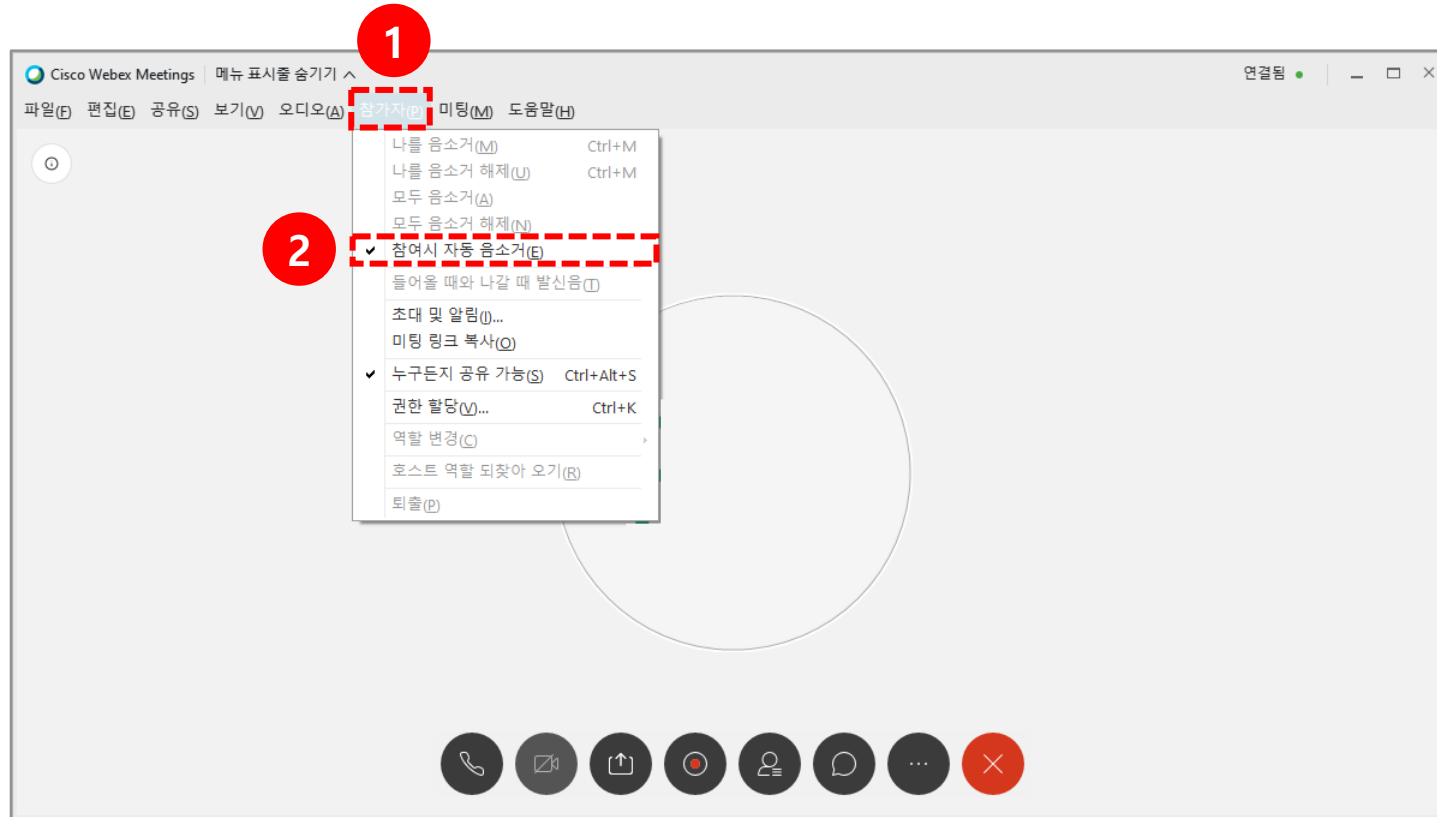 1
Cisco Webex Meetings 메뉴 표시줄 숨기기 연결됨
파일(F) 편집(E) 공유(S) 보기(V) 오디오(A) 참가자(P) 미팅(M) 도움말(H)
나를 음소거(M) Ctrl+M
나를 음소거 해제(U) Ctrl+M
모두 음소거(A)
모두 음소거 해제(N)
2
참여시 자동 음소거(E)
들어올 때와 나갈 때 발신음(T)
초대 및 알림(I)...
미팅 링크 복사(O)
누구든지 공유 가능(S) Ctrl+Alt+S
권한 할당(V)... Ctrl+K
역할 변경(C)
호스트 역할 되찾아 오기(R)
퇴출(P)